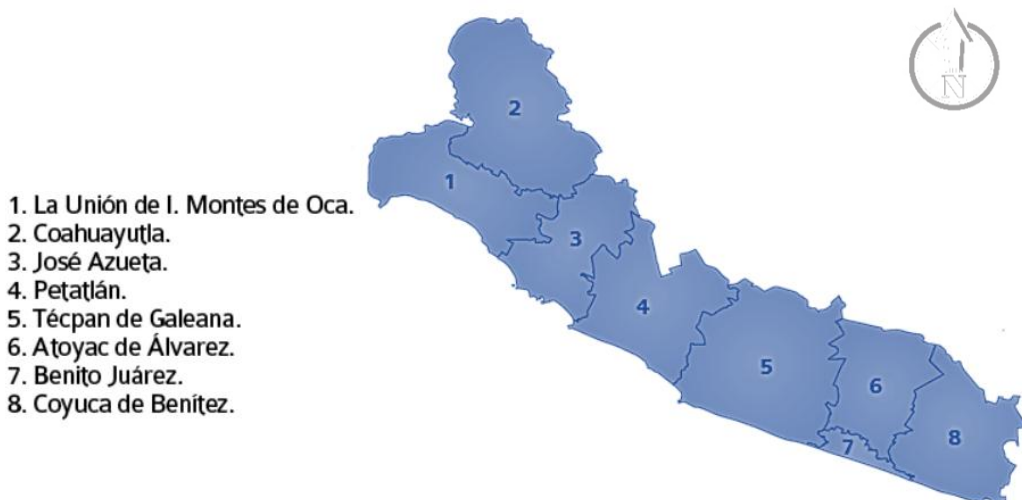 1. La Unión de I. Montes de Oca.
2. Coahuayutla.
3. José Azueta.
4. Petatlán.
5. Técpan de Galeana.
6. Atoyac de Álvarez.
7. Benito Juárez.
8. Coyuca de Benítez.
N
2
1
3
4
5
6
7
8